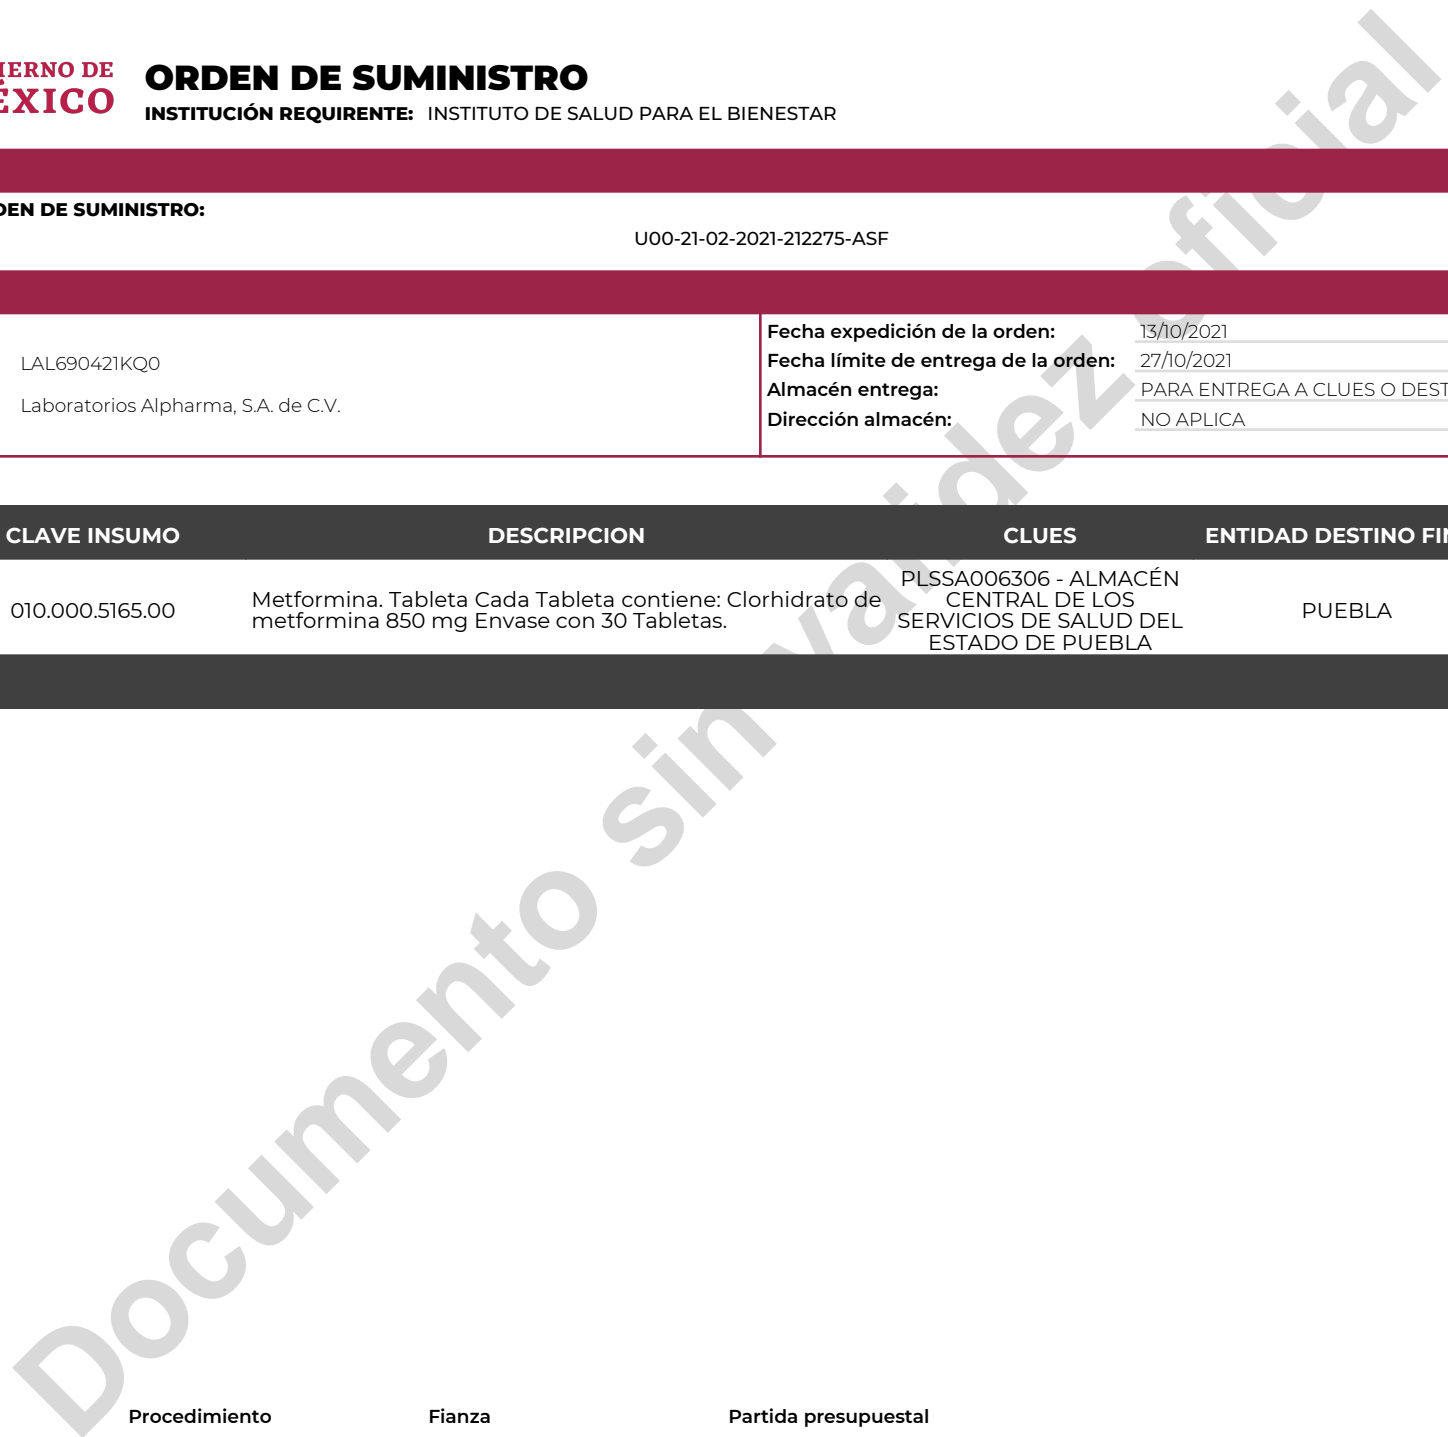 IERNO DE
ÉXICO
ORDEN DE SUMINISTRO
INSTITUCIÓN REQUIRENTE: INSTITUTO DE SALUD PARA EL BIENESTAR
DEN DE SUMINISTRO:
U00-21-02-2021-212275-ASF
LAL690421KQ0
Laboratorios Alpharma, S.A. de C.V.
Fecha expedición de la orden: 13/10/2021
Fecha límite de entrega de la orden: 27/10/2021
Almacén entrega: PARA ENTREGA A CLUES O DEST
Dirección almacén: NO APLICA
CLAVE INSUMO DESCRIPCION CLUES ENTIDAD DESTINO FIN
010.000.5165.00
Metformina. Tableta Cada Tableta contiene: Clorhidrato de
metformina 850 mg Envase con 30 Tabletas.
PLSSA006306 - ALMACÉN
CENTRAL DE LOS
SERVICIOS DE SALUD DEL
ESTADO DE PUEBLA
PUEBLA
Documento sin validez oficial
Procedimiento Fianza Partida presupuestal